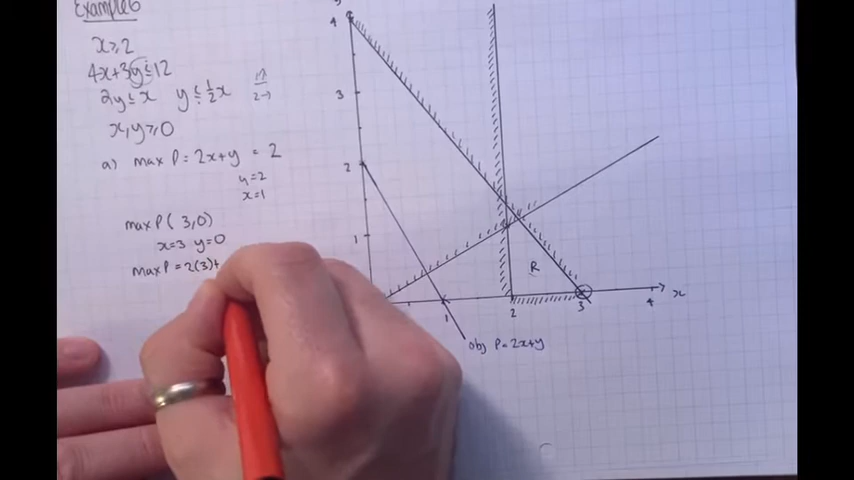 Example 6
x≥2
4x+3y≤12
2y≤x y≤½x
x,y≥0
a) max P=2x+y = 2
y=2
x=1
max P (3,0)
x=3 y=0
max P=2(3)+
4
3
2
1
1
2
3
4
x
R
obj P=2x+y